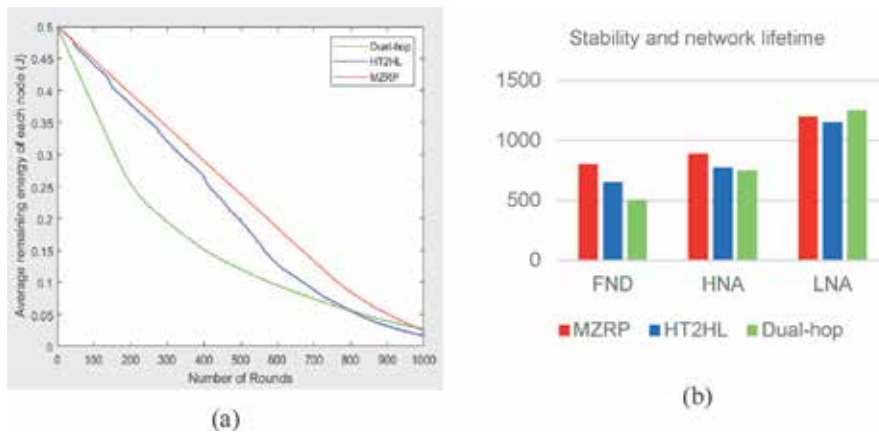 0.5
0.45
0.4
0.35
0.3
0.25
0.2
0.15
0.1
0.05
0
Average remaining energy of each node (J)
Dual-hop
HT2HL
MZRP
0 100 200 300 400 500 600 700 800 900 1000
Number of Rounds
(a)
Stability and network lifetime
1500
1000
500
0
FND HNA LNA
MZRP HT2HL Dual-hop
(b)